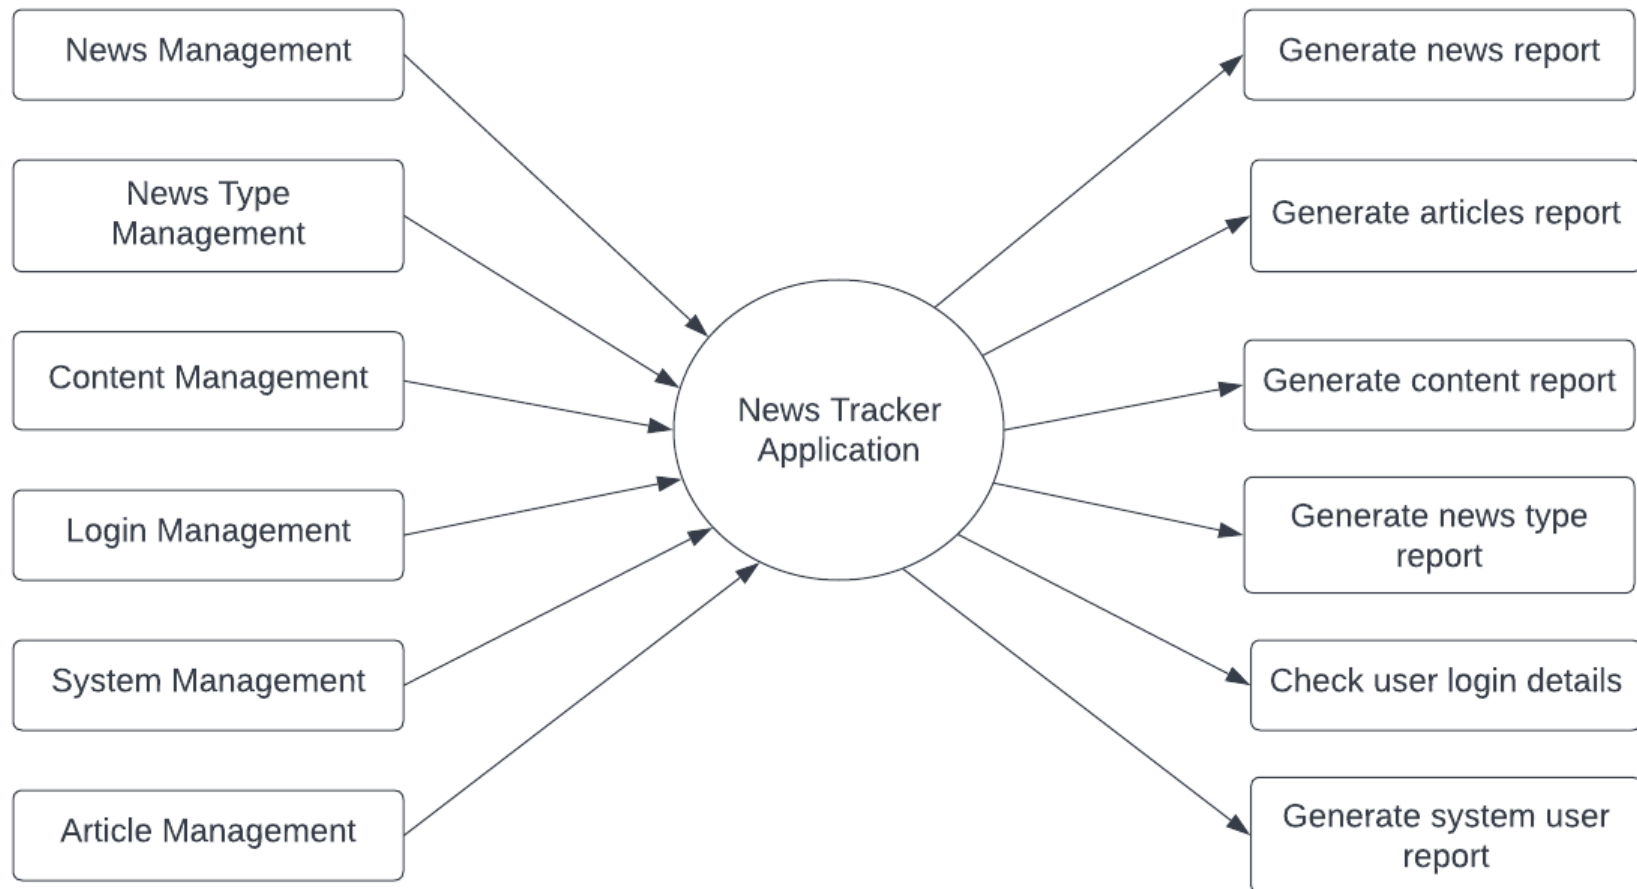 News Management
News Type
Management
Content Management
Login Management
System Management
Article Management
News Tracker
Application
Generate news report
Generate articles report
Generate content report
Generate news type
report
Check user login details
Generate system user
report